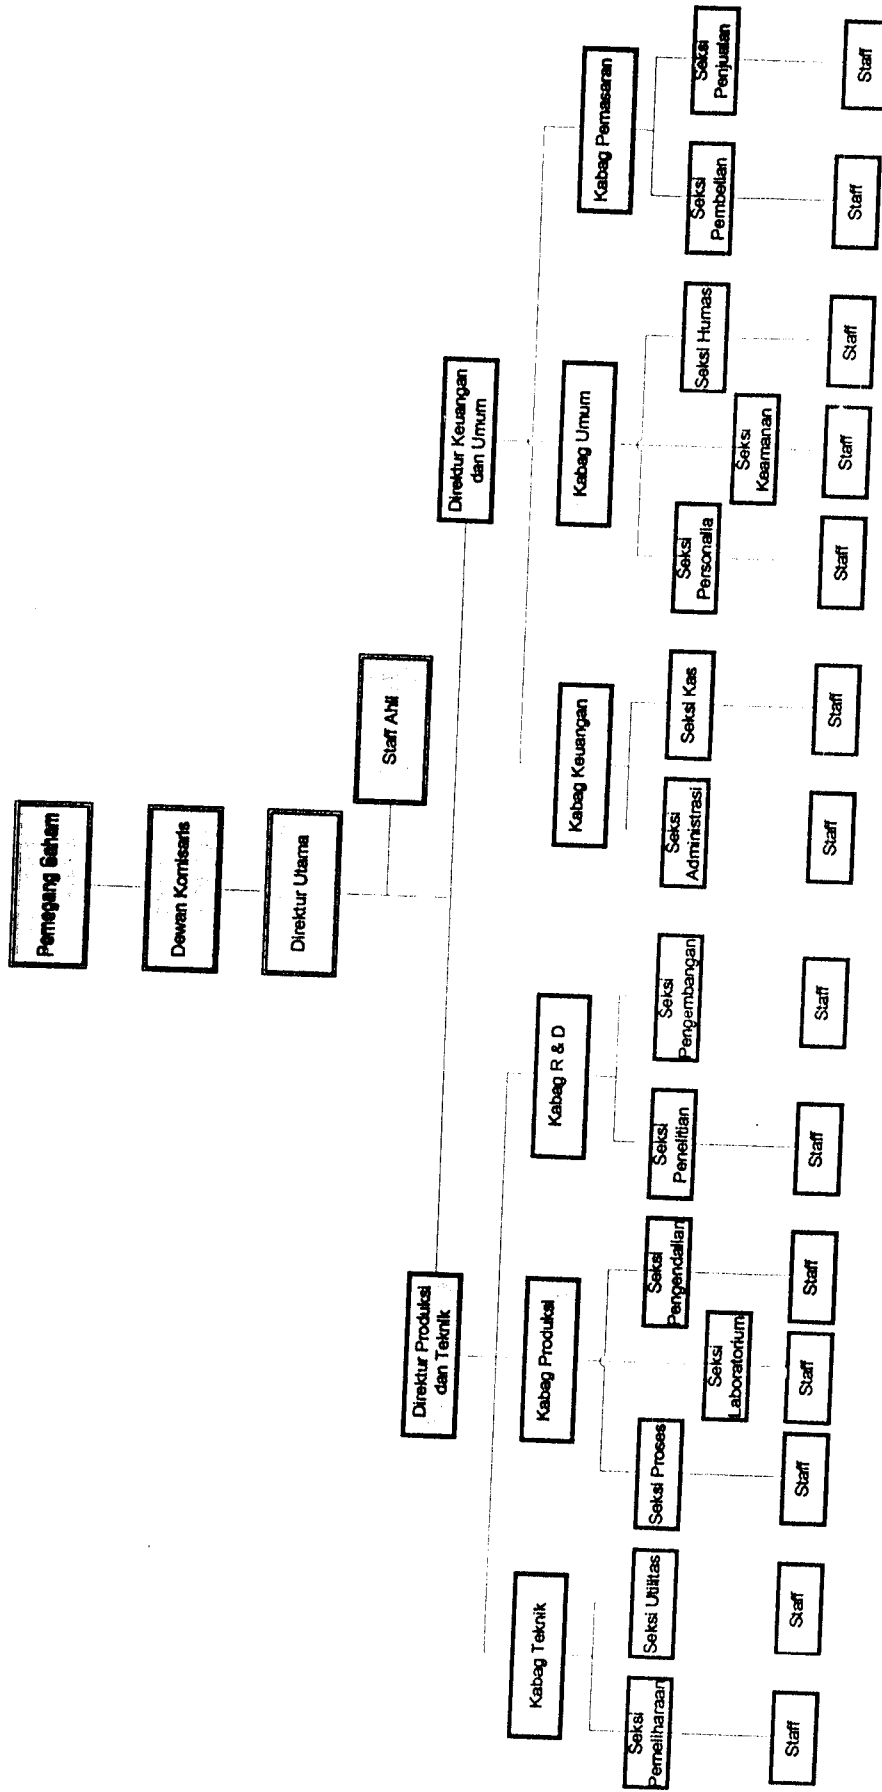 Pemegang Saham
Dewan Komisaris
Direktur Utama
Staff Ahli
Direktur Produksi
dan Teknik
Direktur Keuangan
dan Umum
Kabag Teknik
Kabag Produksi
Kabag R & D
Kabag Keuangan
Kabag Umum
Kabag Pemasaran
Seksi
Pemeliharaan
Seksi Utilitas
Seksi Proses
Seksi
Laboratorium
Seksi
Pengendalian
Seksi
Penelitian
Seksi
Pengembangan
Seksi
Administrasi
Seksi Kas
Seksi
Personalia
Seksi
Keamanan
Seksi Humas
Seksi
Pembelian
Seksi
Penjualan
Staff
Staff
Staff
Staff
Staff
Staff
Staff
Staff
Staff
Staff
Staff
Staff
Staff
Staff